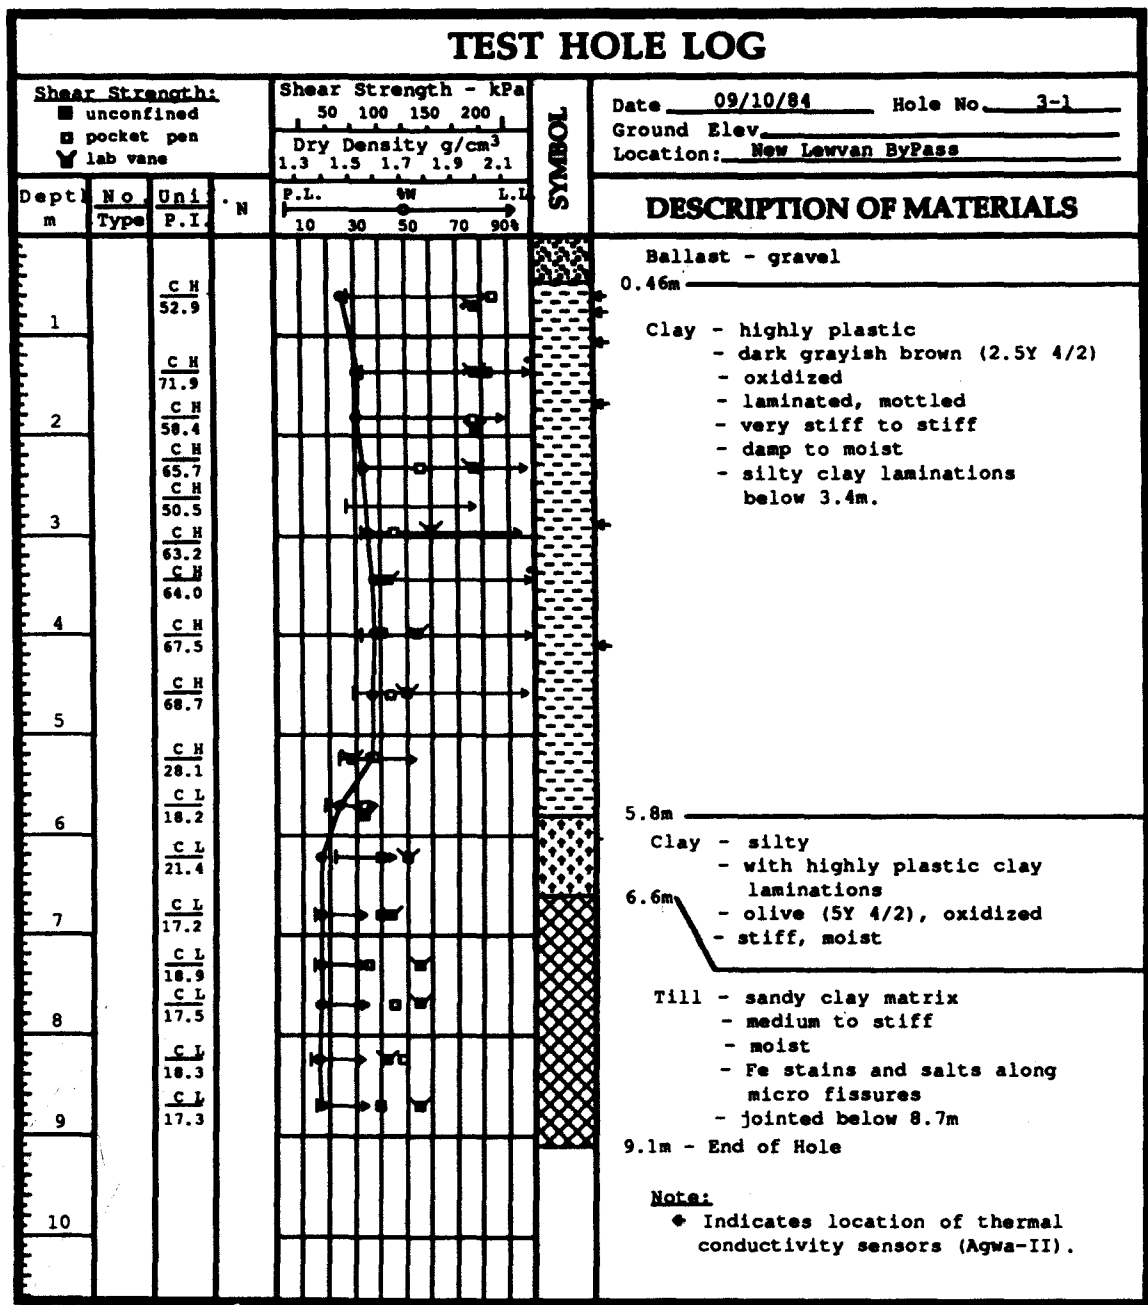 TEST HOLE LOG
Shear Strength:
■ unconfined
pocket pen
lab vane
Shear Strength - kPa
50 100 150 200
Dry Density g/cm3
1.3 1.5 1.7 1.9 2.1
SYMBOL
Date 09/10/84 Hole No. 3-1
Ground Elev.
Location: New Lewvan ByPass
Dept m
No. Type
Uni P.I.
N
P.L. %W L.L
10 30 50 70 90%
DESCRIPTION OF MATERIALS
Ballast - gravel
0.46m
C H
52.9
1
Clay - highly plastic
- dark grayish brown (2.5Y 4/2)
- oxidized
- laminated, mottled
- very stiff to stiff
- damp to moist
- silty clay laminations
below 3.4m.
C H
71.9
C H
58.4
2
C H
65.7
C H
50.5
3
C H
63.2
C H
64.0
4
C H
67.5
C H
68.7
5
C H
28.1
C L
18.2
5.8m
6
Clay - silty
- with highly plastic clay
laminations
- olive (5Y 4/2), oxidized
- stiff, moist
C L
21.4
6.6m
C L
17.2
7
C L
18.9
C L
17.5
Till - sandy clay matrix
- medium to stiff
- moist
- Fe stains and salts along
micro fissures
- jointed below 8.7m
8
C L
18.3
C L
17.3
9
9.1m - End of Hole
Note:
Indicates location of thermal
conductivity sensors (Agwa-II).
10